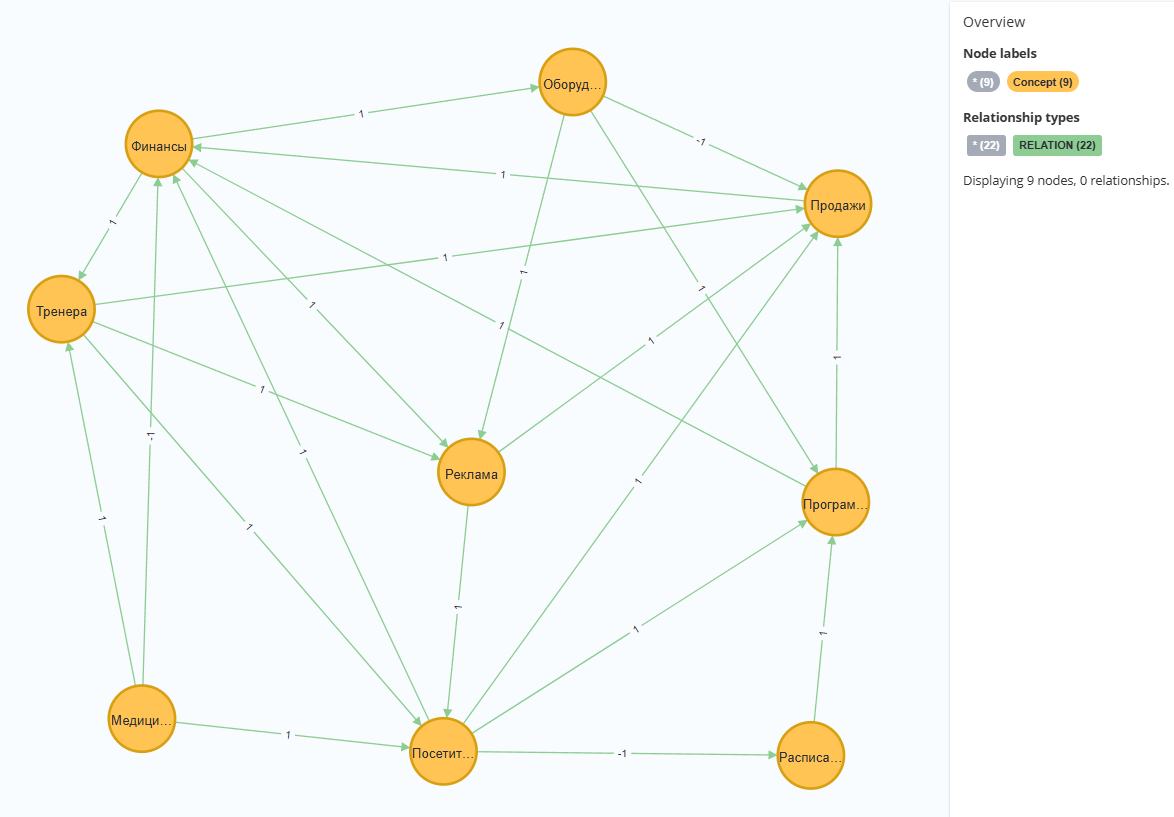 Overview
Node labels
* (9) Concept (9)
Relationship types
* (22) RELATION (22)
Displaying 9 nodes, 0 relationships.
Оборуд...
1
Финансы
-1
1
Продажи
1
1
1
1
Тренера
1
1
1
1
1
1
-1
1
Реклама
1
Програм...
1
1
1
1
1
Медици...
1
Посетит...
-1
Расписа...